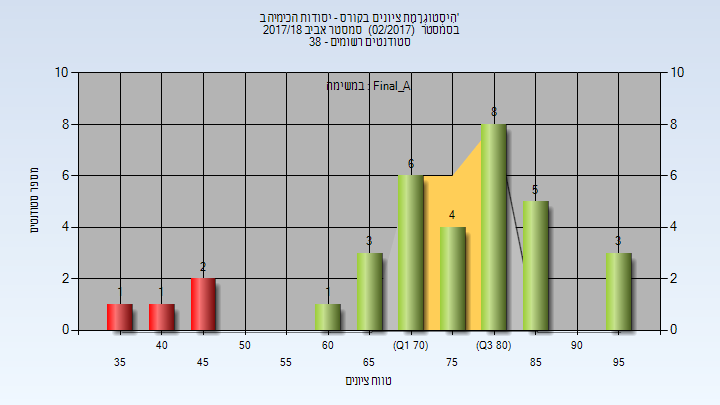 היסטוגרמת ציונים בקורס - יסודות הכימיה ב'
בסמסטר (02/2017) סמסטר אביב 2017/18
סטודנטים רשומים - 38
במשימה : Final_A
מספר סטודנטים
10 10
8 8
6 6
4 4
2 2
0 0
1 1 2 1 3 6 4 8 5 3
40 50 60 (Q1 70) (Q3 80) 90
35 45 55 65 75 85 95
טווח ציונים